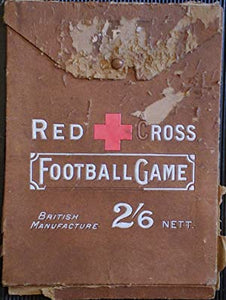 RED CROSS
FOOTBALL GAME
BRITISH
MANUFACTURE 2/6 NETT.